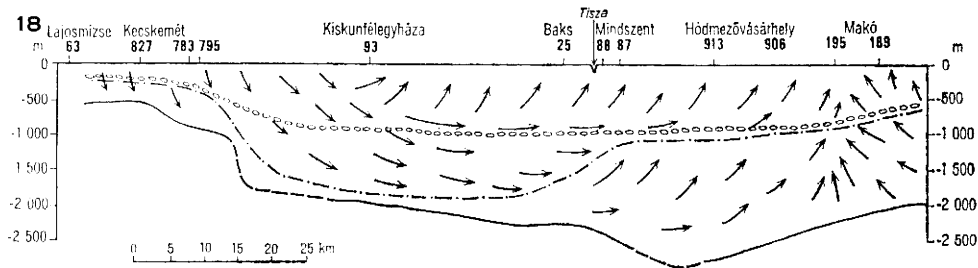 18
Tisza
Lajosmizse Kecskemét Kiskunfélegyháza Baks Mindszent Hódmezővásárhely Makó
m 63 827 783 795 93 25 88 87 913 906 195 189 m
0 0
-500 -500
-1 000 -1 000
-1 500 -1 500
-2 000 -2 000
-2 500 -2 500
0 5 10 15 20 25 km